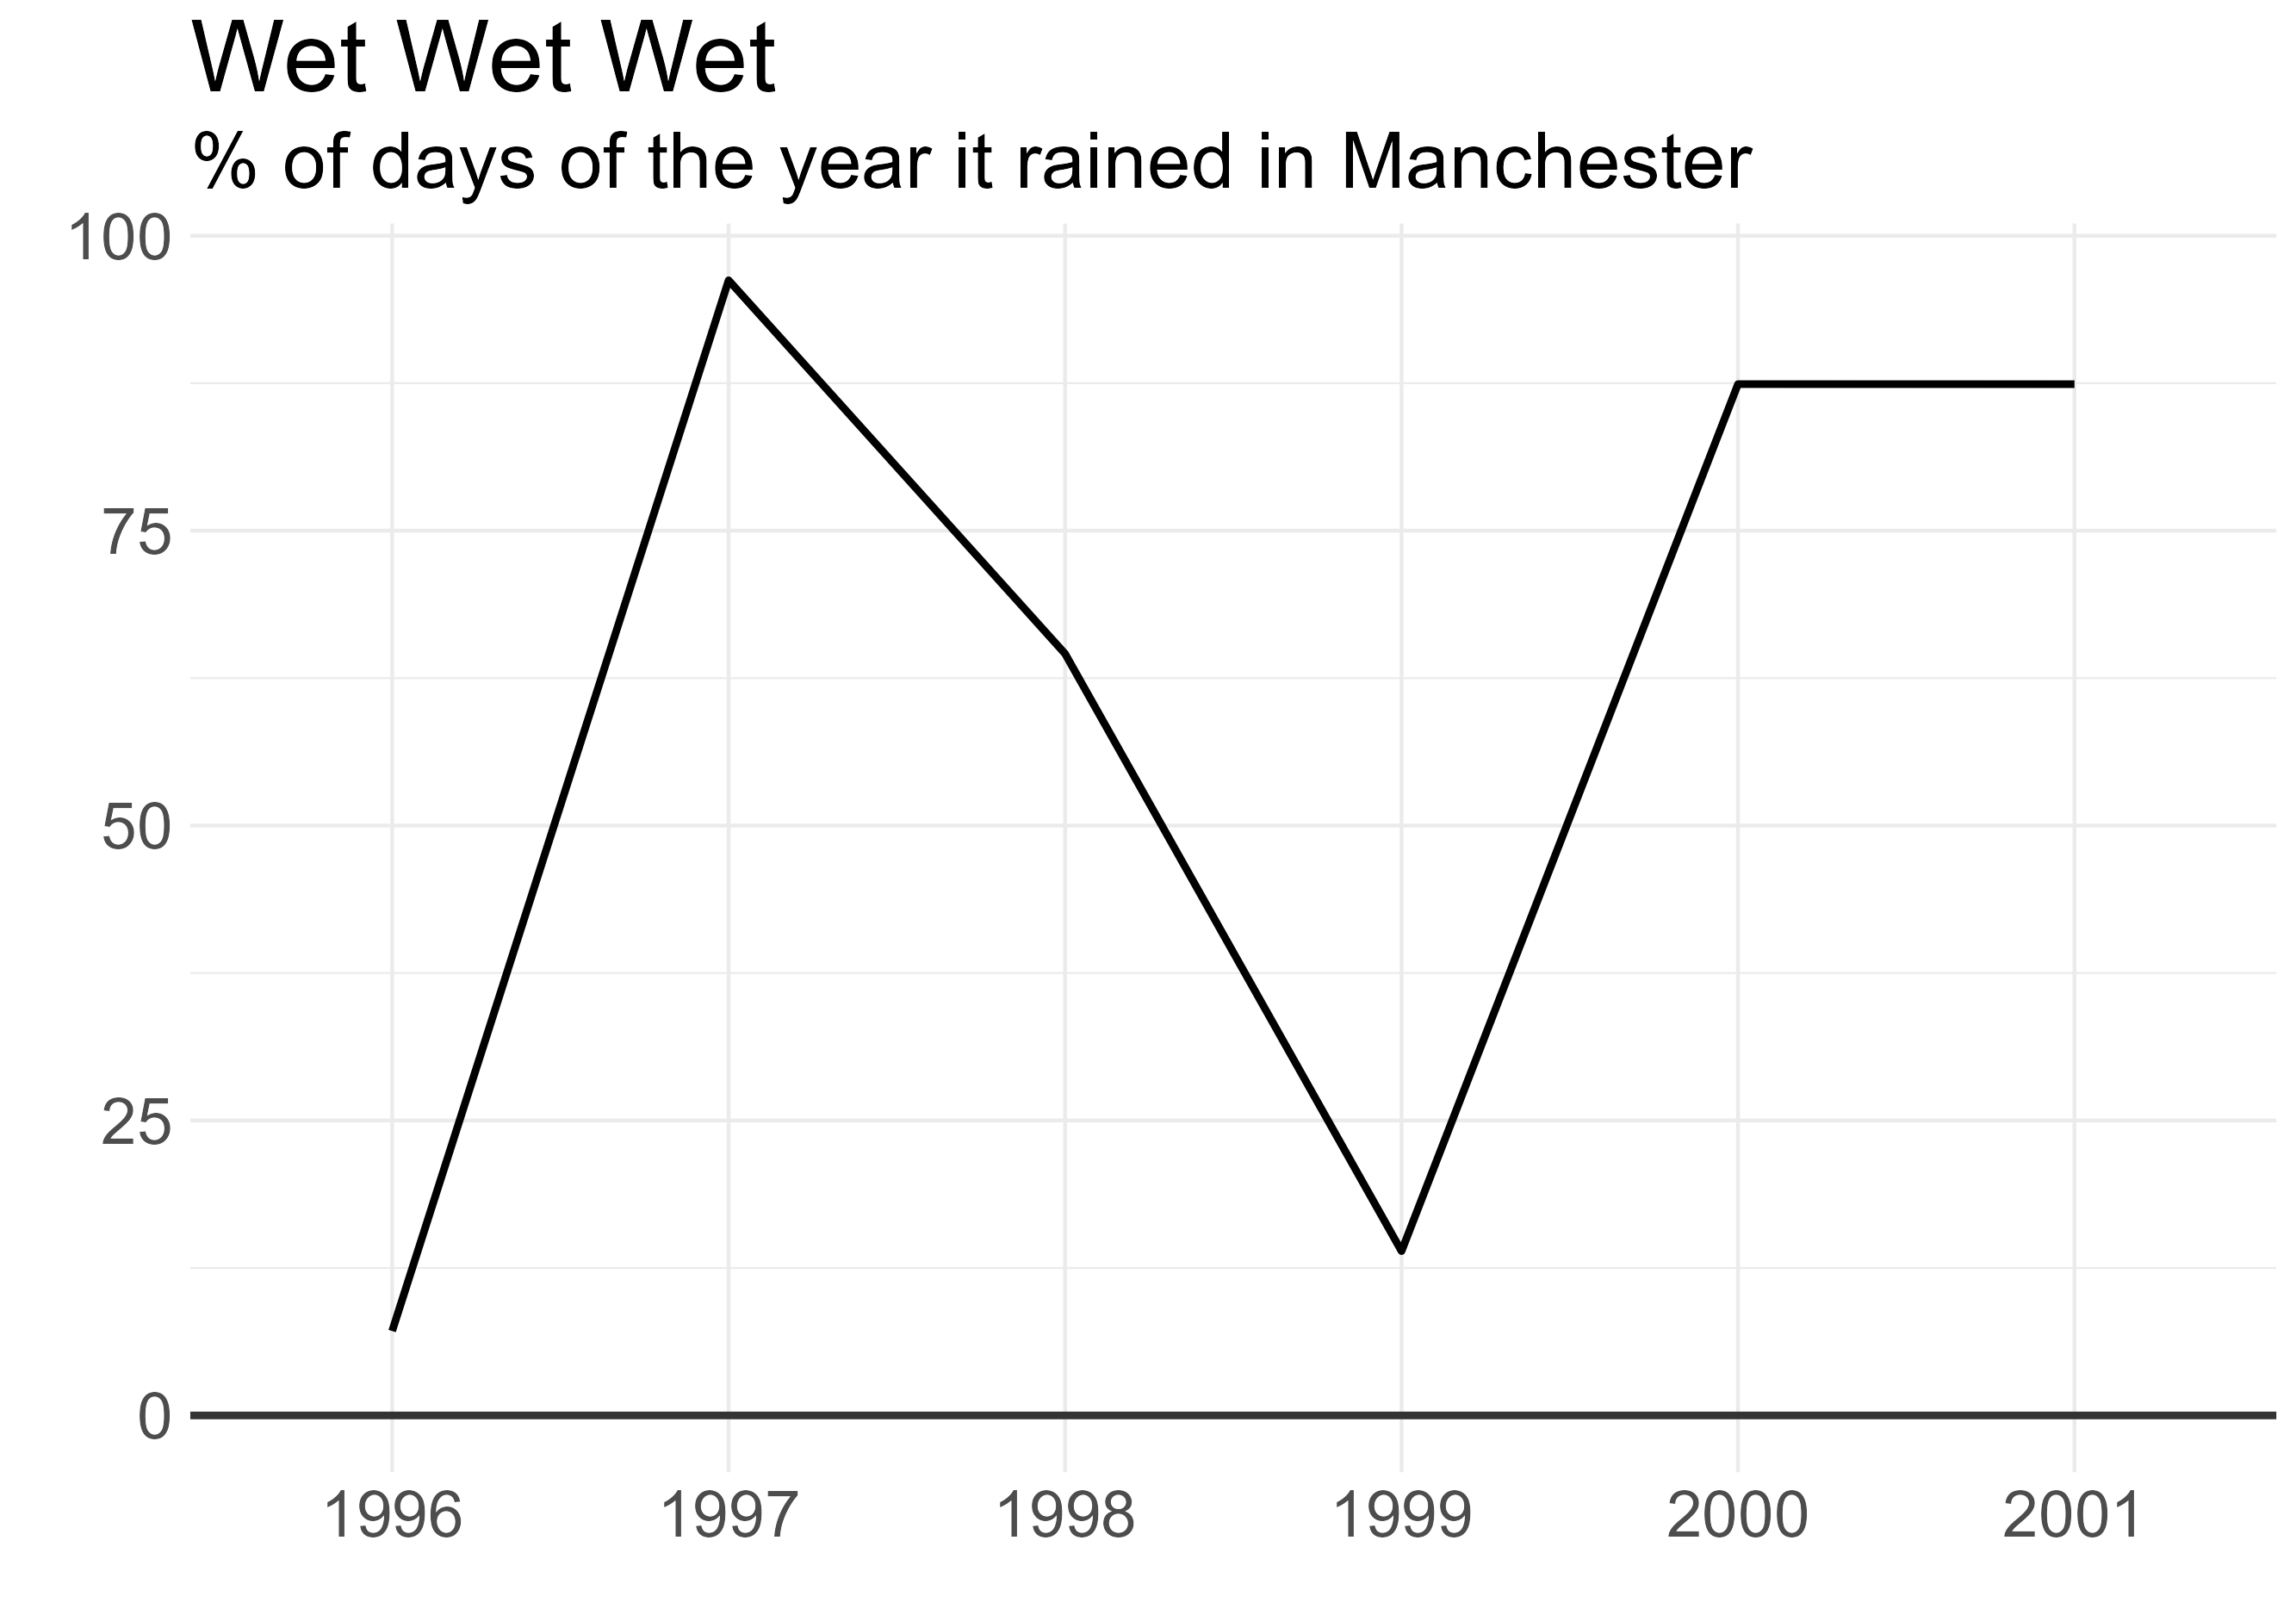 Wet Wet Wet
% of days of the year it rained in Manchester
100
75
50
25
0
1996 1997 1998 1999 2000 2001